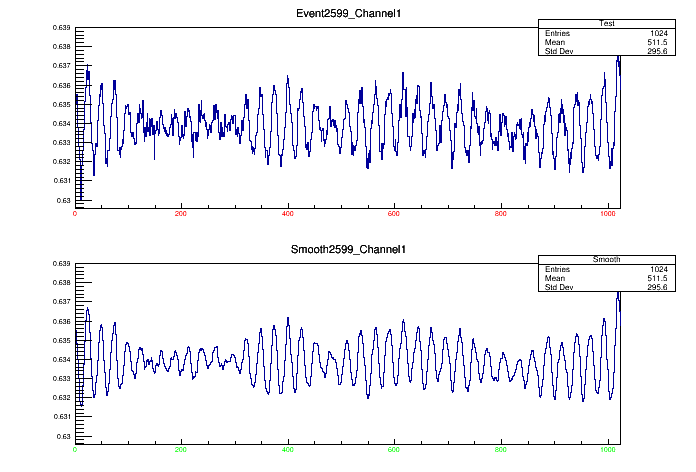 Event2599_Channel1
Test
Entries 1024
Mean 511.5
Std Dev 295.6
0.639
0.638
0.637
0.636
0.635
0.634
0.633
0.632
0.631
0.63
0 200 400 600 800 1000
Smooth2599_Channel1
Smooth
Entries 1024
Mean 511.5
Std Dev 295.6
0.639
0.638
0.637
0.636
0.635
0.634
0.633
0.632
0.631
0.63
0 200 400 600 800 1000